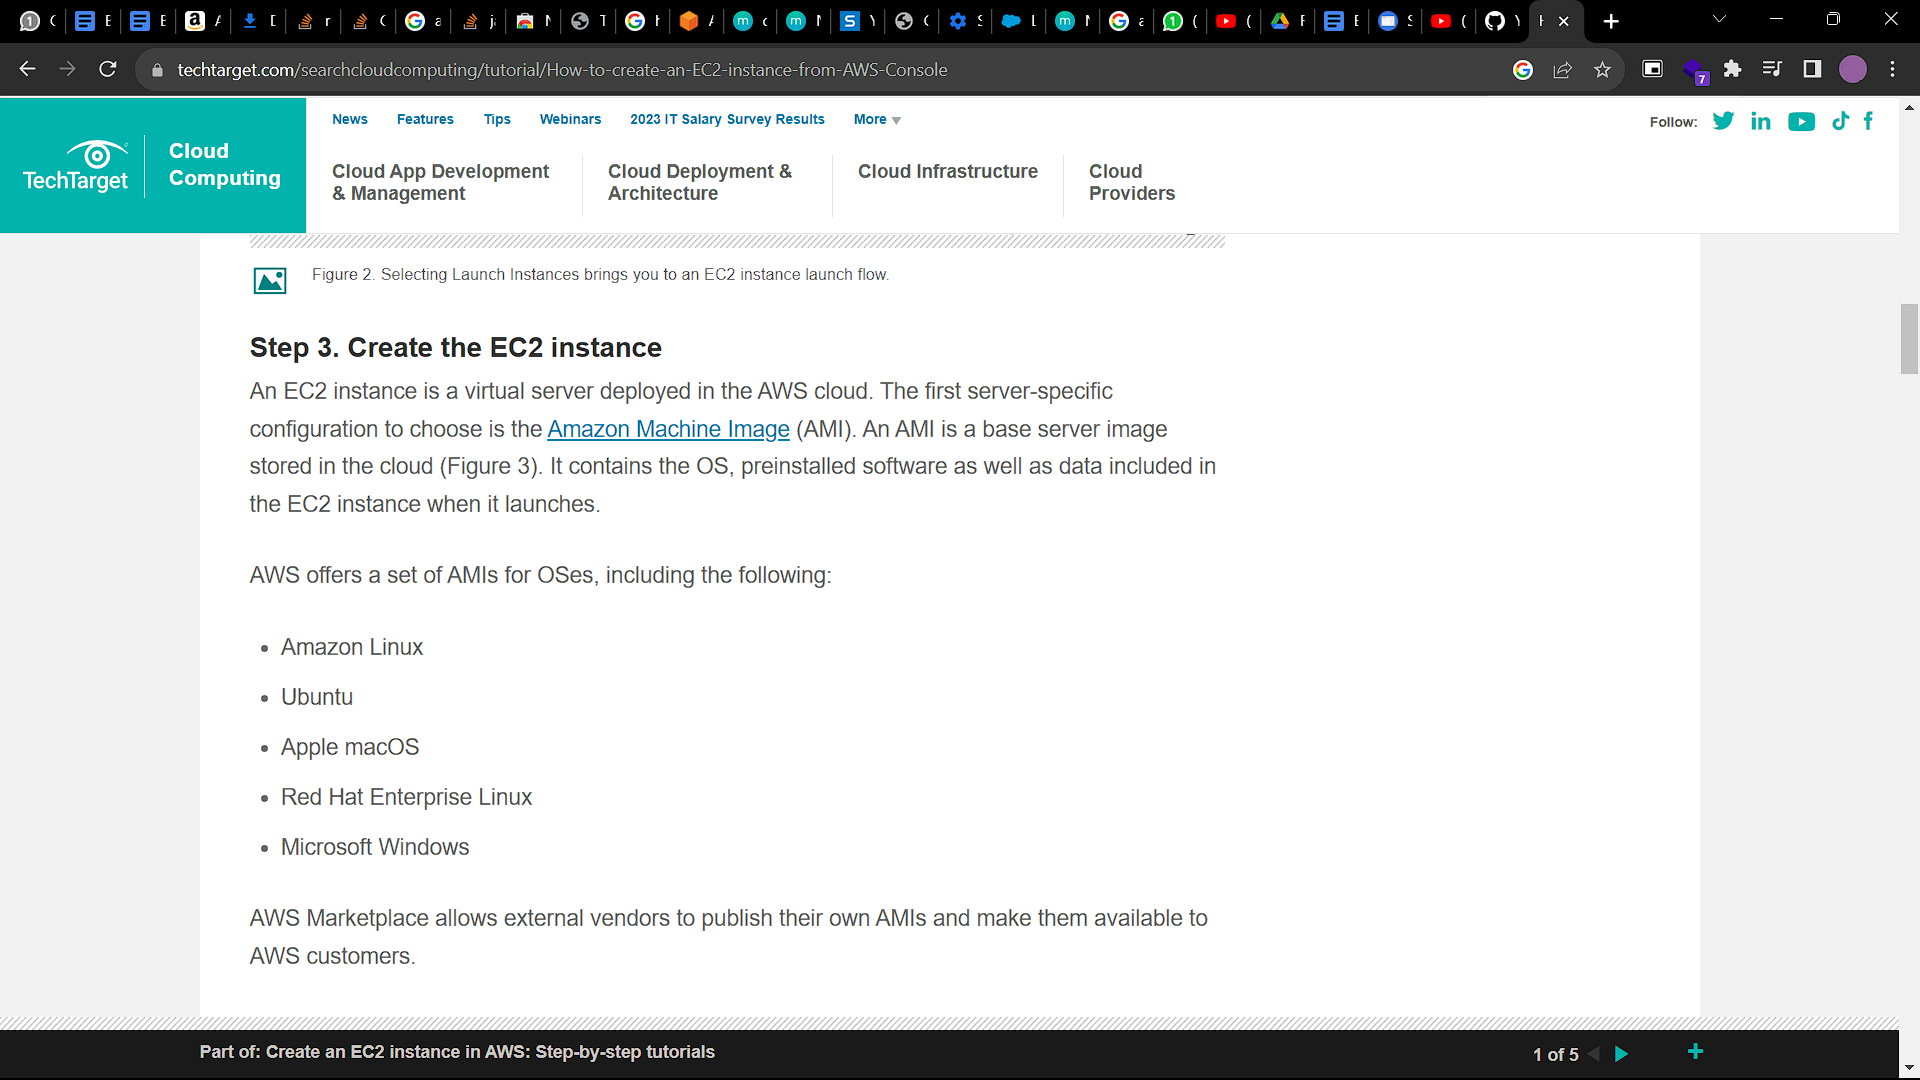 techtarget.com/searchcloudcomputing/tutorial/How-to-create-an-EC2-instance-from-AWS-Console
7
TechTarget
Cloud
Computing
News Features Tips Webinars 2023 IT Salary Survey Results More
Follow:
Cloud App Development
& Management
Cloud Deployment &
Architecture
Cloud Infrastructure
Cloud
Providers
Figure 2. Selecting Launch Instances brings you to an EC2 instance launch flow.
Step 3. Create the EC2 instance
An EC2 instance is a virtual server deployed in the AWS cloud. The first server-specific
configuration to choose is the Amazon Machine Image (AMI). An AMI is a base server image
stored in the cloud (Figure 3). It contains the OS, preinstalled software as well as data included in
the EC2 instance when it launches.
AWS offers a set of AMIs for OSes, including the following:
• Amazon Linux
• Ubuntu
• Apple macOS
• Red Hat Enterprise Linux
• Microsoft Windows
AWS Marketplace allows external vendors to publish their own AMIs and make them available to
AWS customers.
Part of: Create an EC2 instance in AWS: Step-by-step tutorials
1 of 5